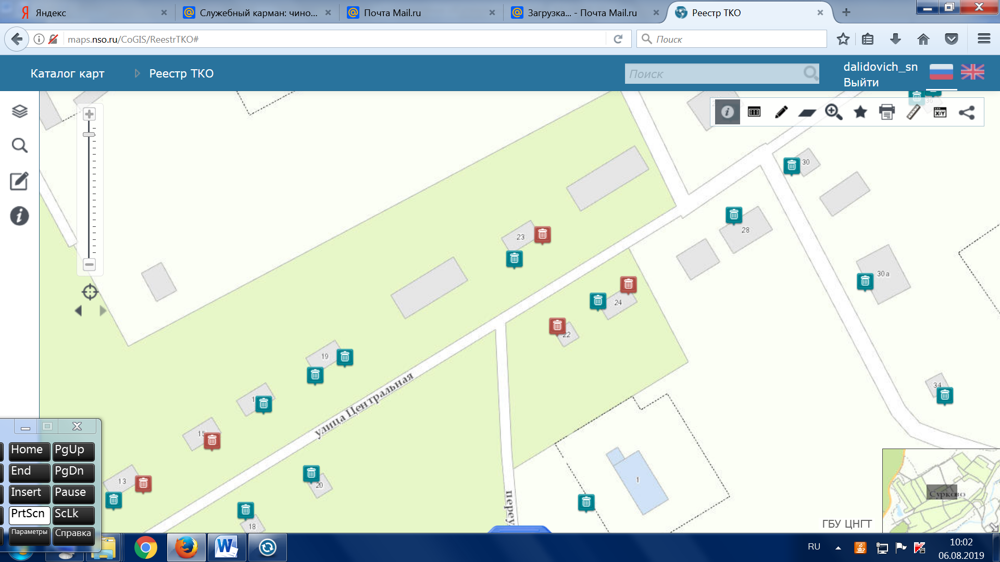 Яндекс
Служебный карман: чино...
Почта Mail.ru
Загрузка... - Почта Mail.ru
Реестр ТКО
maps.nso.ru/CoGIS/ReestrTKO#
Поиск
Каталог карт
Реестр ТКО
Поиск
dalidovich_sn
Выйти
30
23
28
30а
24
22
19
34
15
13
20
18
1
улица Центральная
переу
Сурково
ГБУ ЦНГТ
Home
PgUp
End
PgDn
Insert
Pause
PrtScn
ScLk
Параметры
Справка
RU
10:02
06.08.2019